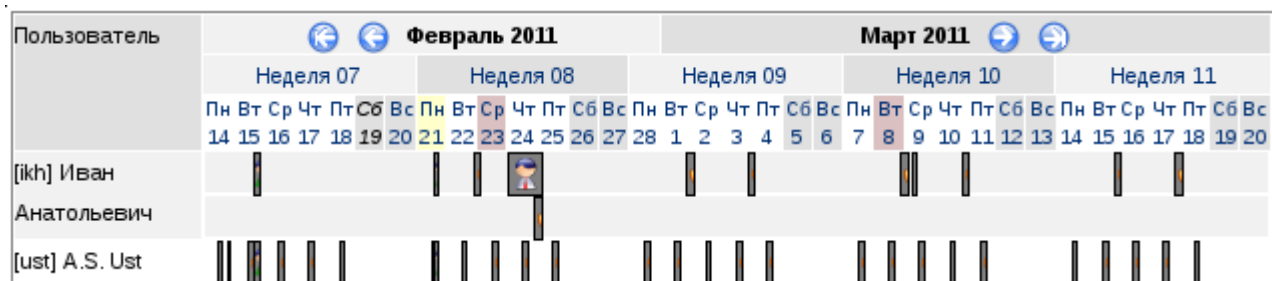 Пользователь Февраль 2011 Март 2011
Неделя 07 Неделя 08 Неделя 09 Неделя 10 Неделя 11
Пн Вт Ср Чт Пт Сб Вс Пн Вт Ср Чт Пт Сб Вс Пн Вт Ср Чт Пт Сб Вс Пн Вт Ср Чт Пт Сб Вс Пн Вт Ср Чт Пт Сб Вс
14 15 16 17 18 19 20 21 22 23 24 25 26 27 28 1 2 3 4 5 6 7 8 9 10 11 12 13 14 15 16 17 18 19 20
[ikh] Иван
Анатольевич
[ust] A.S. Ust